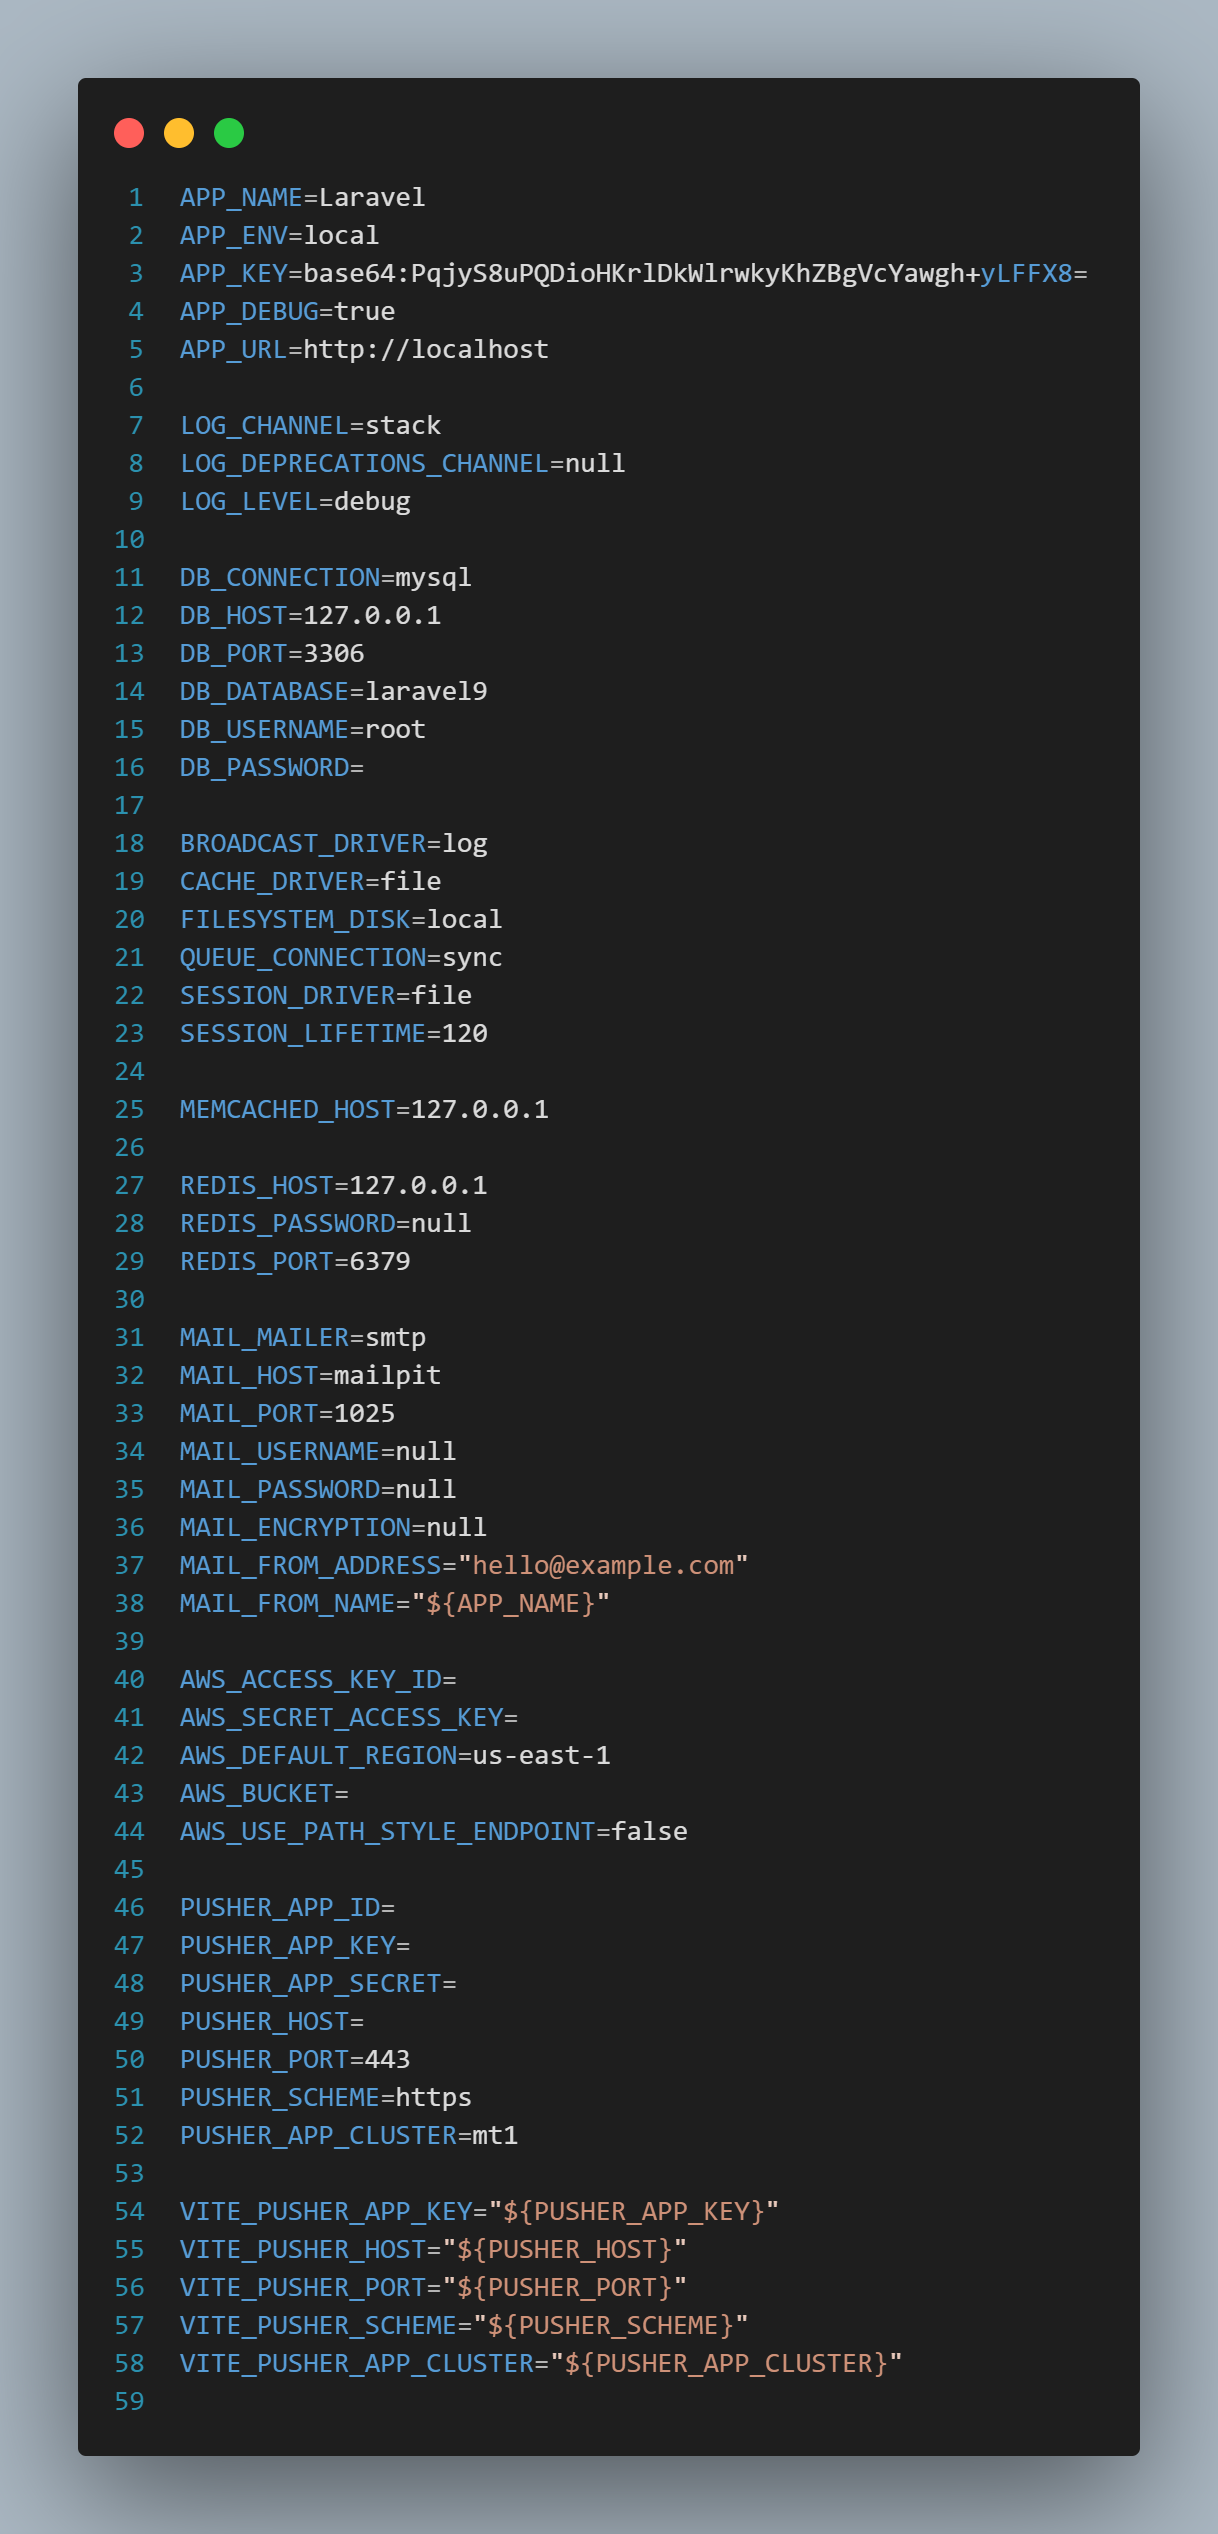 1 APP_NAME=Laravel
2 APP_ENV=local
3 APP_KEY=base64:PqjyS8uPQDioHKrlDkWlrwkyKhZBgVcYawgh+yLFFX8=
4 APP_DEBUG=true
5 APP_URL=http://localhost
6
7 LOG_CHANNEL=stack
8 LOG_DEPRECATIONS_CHANNEL=null
9 LOG_LEVEL=debug
10
11 DB_CONNECTION=mysql
12 DB_HOST=127.0.0.1
13 DB_PORT=3306
14 DB_DATABASE=laravel9
15 DB_USERNAME=root
16 DB_PASSWORD=
17
18 BROADCAST_DRIVER=log
19 CACHE_DRIVER=file
20 FILESYSTEM_DISK=local
21 QUEUE_CONNECTION=sync
22 SESSION_DRIVER=file
23 SESSION_LIFETIME=120
24
25 MEMCACHED_HOST=127.0.0.1
26
27 REDIS_HOST=127.0.0.1
28 REDIS_PASSWORD=null
29 REDIS_PORT=6379
30
31 MAIL_MAILER=smtp
32 MAIL_HOST=mailpit
33 MAIL_PORT=1025
34 MAIL_USERNAME=null
35 MAIL_PASSWORD=null
36 MAIL_ENCRYPTION=null
37 MAIL_FROM_ADDRESS="hello@example.com"
38 MAIL_FROM_NAME="${APP_NAME}"
39
40 AWS_ACCESS_KEY_ID=
41 AWS_SECRET_ACCESS_KEY=
42 AWS_DEFAULT_REGION=us-east-1
43 AWS_BUCKET=
44 AWS_USE_PATH_STYLE_ENDPOINT=false
45
46 PUSHER_APP_ID=
47 PUSHER_APP_KEY=
48 PUSHER_APP_SECRET=
49 PUSHER_HOST=
50 PUSHER_PORT=443
51 PUSHER_SCHEME=https
52 PUSHER_APP_CLUSTER=mt1
53
54 VITE_PUSHER_APP_KEY="${PUSHER_APP_KEY}"
55 VITE_PUSHER_HOST="${PUSHER_HOST}"
56 VITE_PUSHER_PORT="${PUSHER_PORT}"
57 VITE_PUSHER_SCHEME="${PUSHER_SCHEME}"
58 VITE_PUSHER_APP_CLUSTER="${PUSHER_APP_CLUSTER}"
59